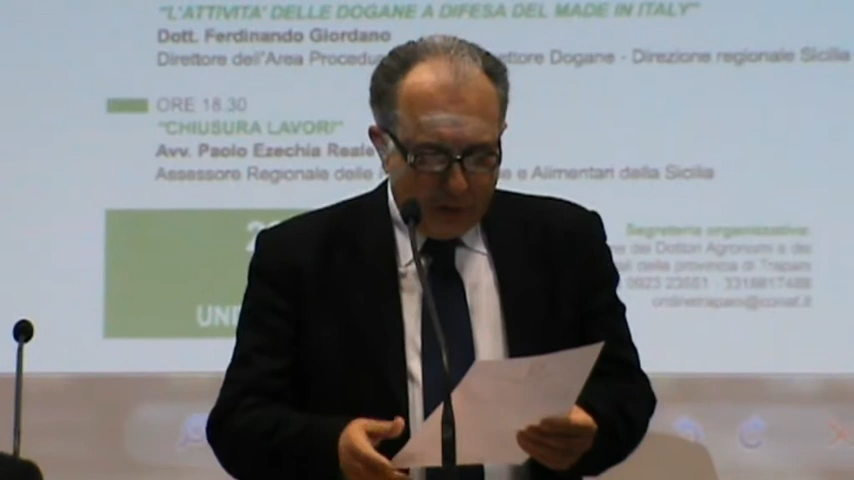 "L'ATTIVITA' DELLE DOGANE A DIFESA DEL MADE IN ITALY"
Dott. Ferdinando Giordano
Direttore dell'Area Procedu ettore Dogane - Direzione regionale Sicilia
ORE 18.30
"CHIUSURA LAVORI"
Avv. Paolo Ezechia Reale
Assessore Regionale delle e Alimentari della Sicilia
Segreteria organizzativa:
ne dei Dottori Agronomi e dei
della provincia di Trapani
0923 23551 - 3318817488
ordinetrapani@conaf.it
UNI